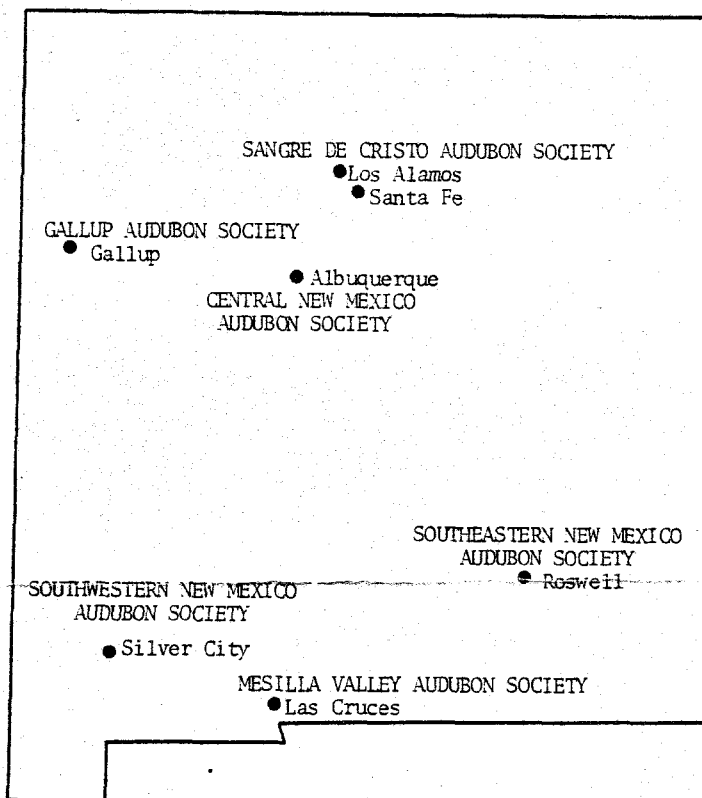 SANGRE DE CRISTO AUDUBON SOCIETY
Los Alamos
Santa Fe
GALLUP AUDUBON SOCIETY
Gallup
Albuquerque
CENTRAL NEW MEXICO
AUDUBON SOCIETY
SOUTHEASTERN NEW MEXICO
AUDUBON SOCIETY
Roswell
SOUTHWESTERN NEW MEXICO
AUDUBON SOCIETY
Silver City
MESILLA VALLEY AUDUBON SOCIETY
Las Cruces